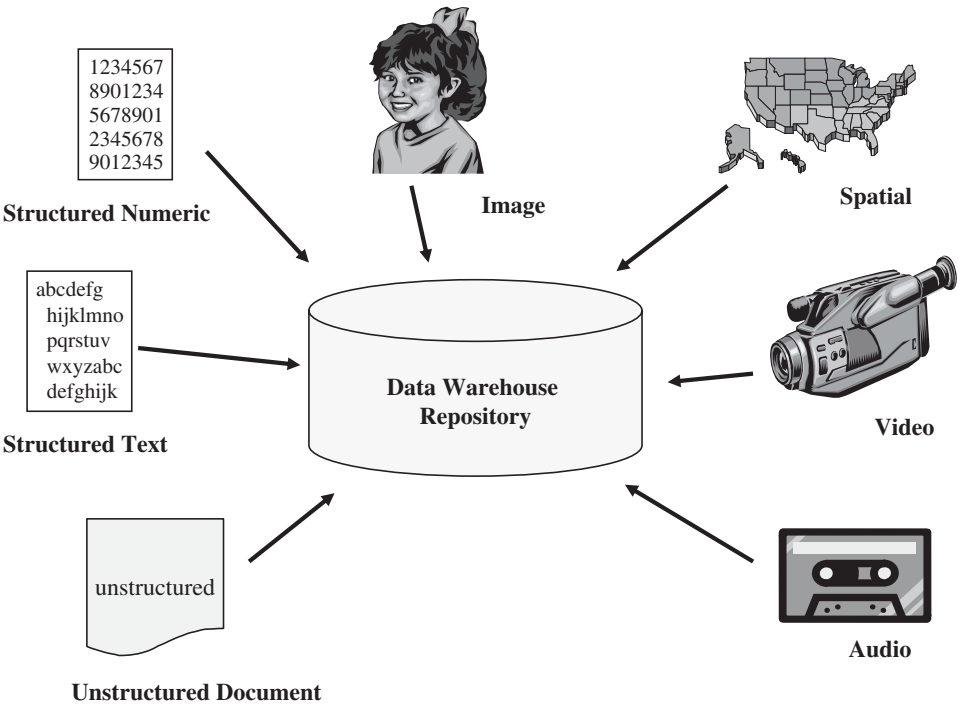 1234567
8901234
5678901
2345678
9012345
Structured Numeric
Image
Spatial
abcdefg
hijklmno
pqrstuv
wxyzabc
defghijk
Structured Text
Data Warehouse
Repository
Video
unstructured
Unstructured Document
Audio